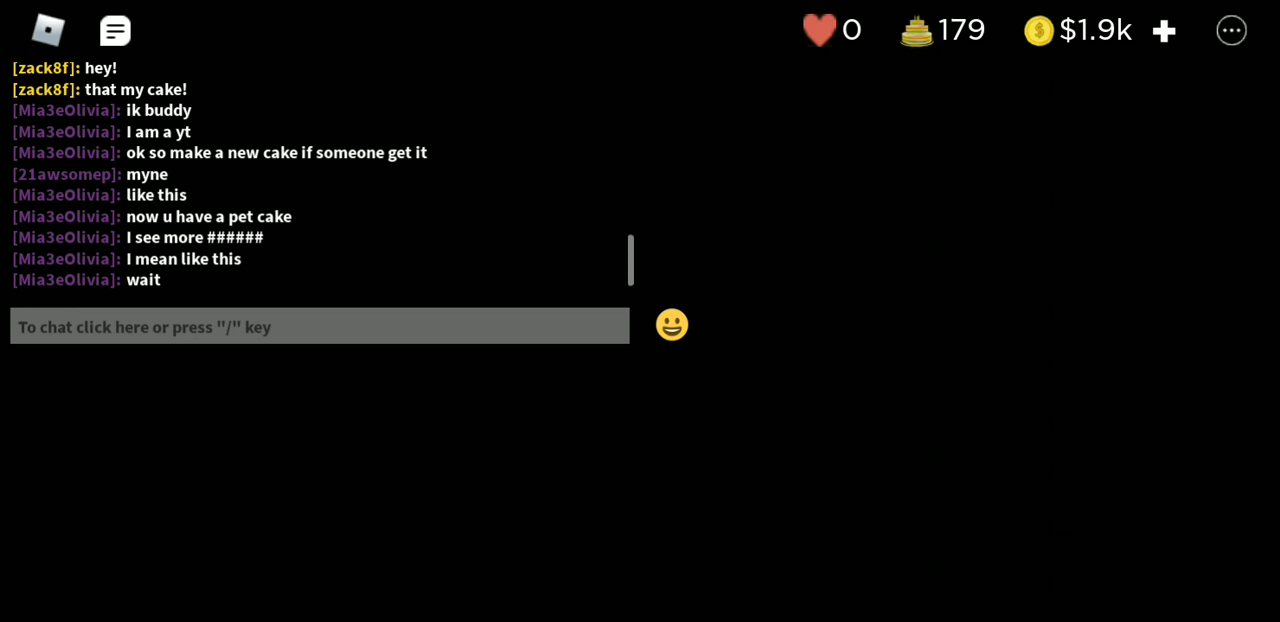 0 179 $1.9k
[zack8f]: hey!
[zack8f]: that my cake!
[Mia3eOlivia]: ik buddy
[Mia3eOlivia]: I am a yt
[Mia3eOlivia]: ok so make a new cake if someone get it
[21awsomep]: myne
[Mia3eOlivia]: like this
[Mia3eOlivia]: now u have a pet cake
[Mia3eOlivia]: I see more ######
[Mia3eOlivia]: I mean like this
[Mia3eOlivia]: wait
To chat click here or press "/" key